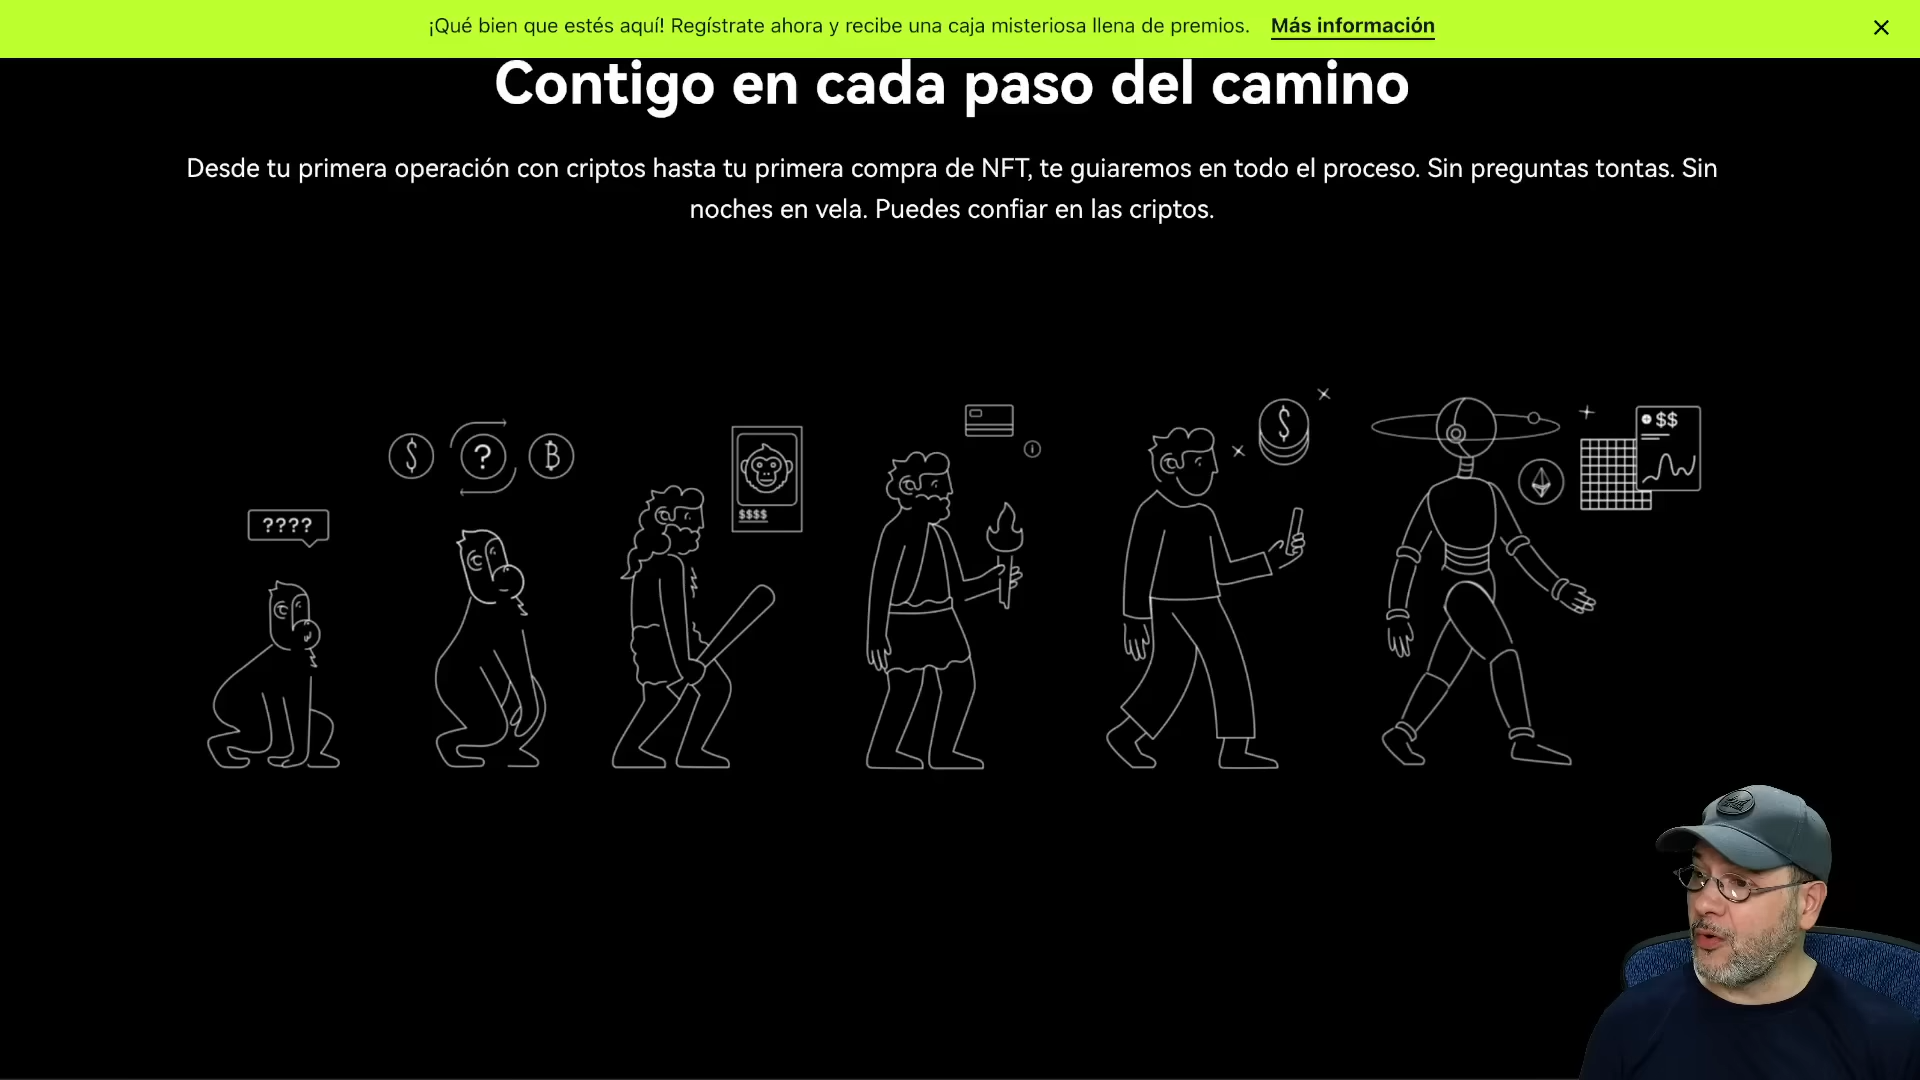 ¡Qué bien que estés aquí! Regístrate ahora y recibe una caja misteriosa llena de premios. Más información
Contigo en cada paso del camino
Desde tu primera operación con criptos hasta tu primera compra de NFT, te guiaremos en todo el proceso. Sin preguntas tontas. Sin
noches en vela. Puedes confiar en las criptos.
$$
$ ? ₿
$
$$$$
????